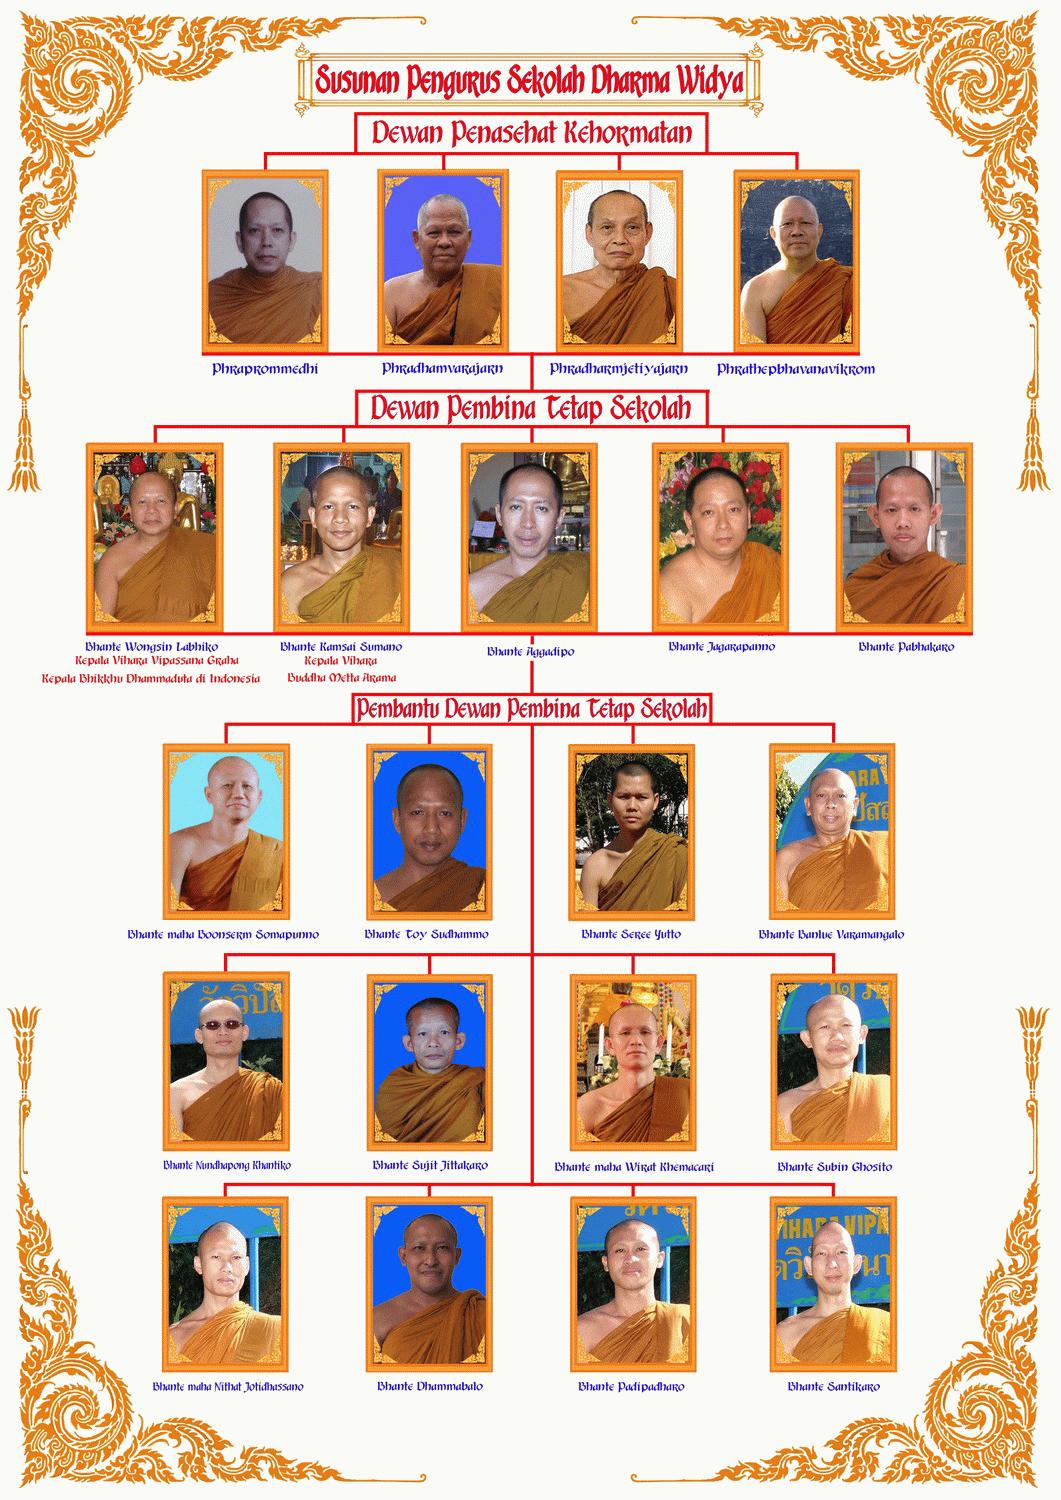 Susunan Pengurus Sekolah Dharma Widya
Dewan Penasehat Kehormatan
Phraprommedhi
Phradhamvarajarn
Phradharmjetiyajarn
Phrathepbhavanavikrom
Dewan Pembina Tetap Sekolah
Bhante Wongsin Labhiko
Kepala Vihara Vipassana Graha
Kepala Bhikkhu Dhammaduta di Indonesia
Bhante Kamsai Sumano
Kepala Vihara
Buddha Metta Arama
Bhante Aggadipo
Bhante Jagarapanno
Bhante Pabhakaro
Pembantu Dewan Pembina Tetap Sekolah
Bhante maha Boonserm Somapunno
Bhante Toy Sudhammo
Bhante Seree Yutto
Bhante Banlue Varamangalo
Bhante Nundhapong Khantiko
Bhante Sujit Jittakaro
Bhante maha Wirat Khemacari
Bhante Subin Ghosito
Bhante maha Nithat Jotidhassano
Bhante Dhammabalo
Bhante Padipadharo
Bhante Santikaro